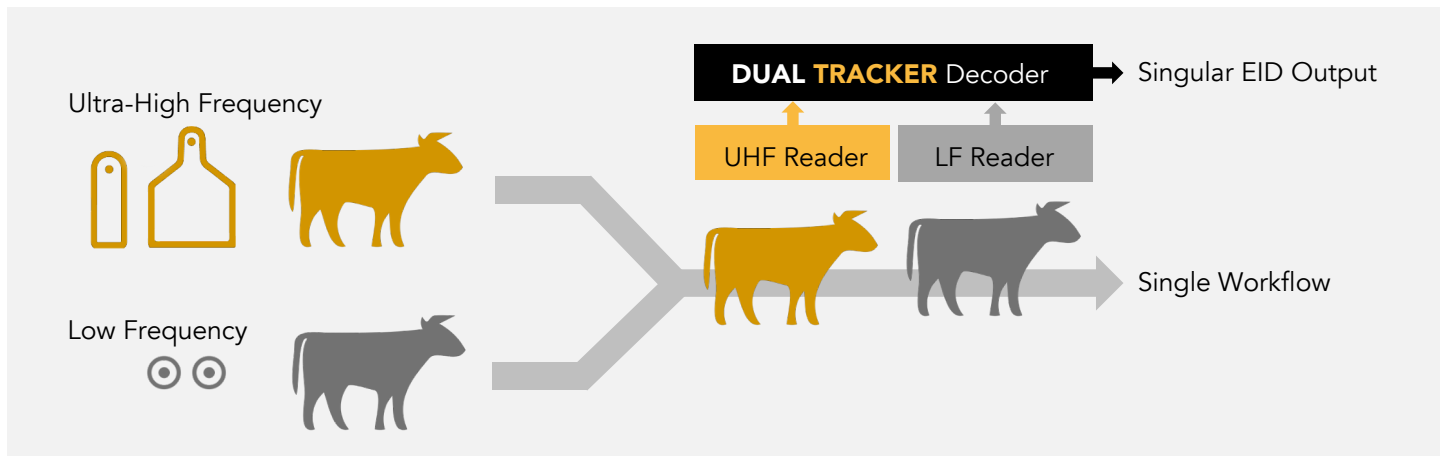 Ultra-High Frequency
Low Frequency
DUAL TRACKER Decoder
Singular EID Output
UHF Reader
LF Reader
Single Workflow